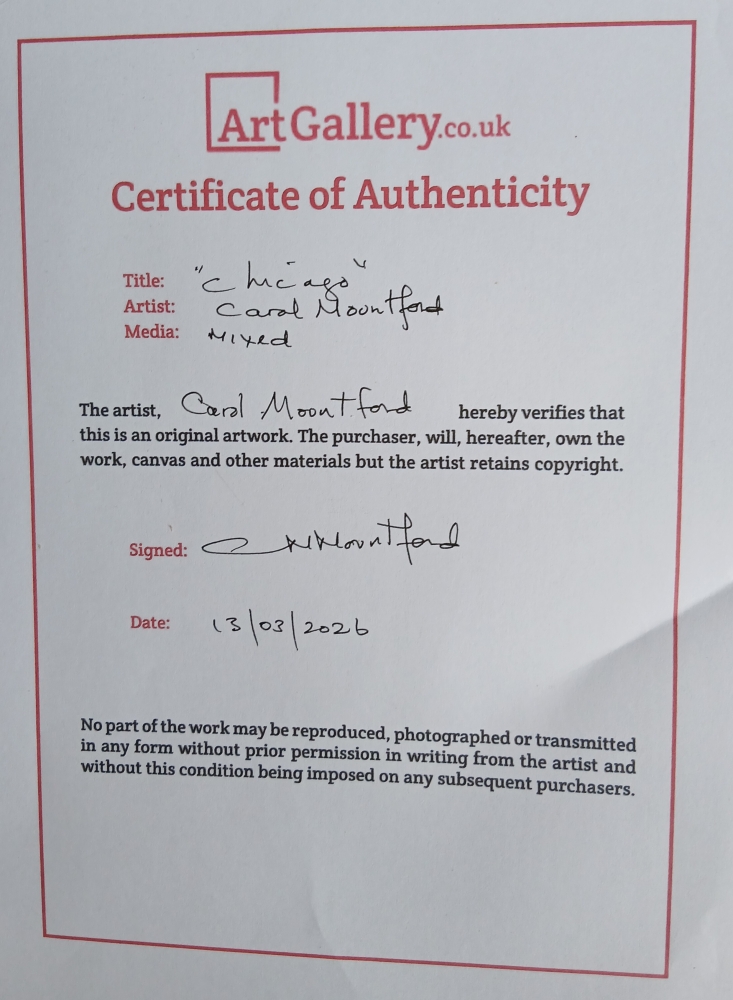 ArtGallery.co.uk
Certificate of Authenticity
Title: "Chicago"
Artist: Carol Mountford
Media: Mixed
The artist, Carol Mountford hereby verifies that
this is an original artwork. The purchaser, will, hereafter, own the
work, canvas and other materials but the artist retains copyright.
Signed: C Mountford
Date: 13/03/2026
No part of the work may be reproduced, photographed or transmitted
in any form without prior permission in writing from the artist and
without this condition being imposed on any subsequent purchasers.